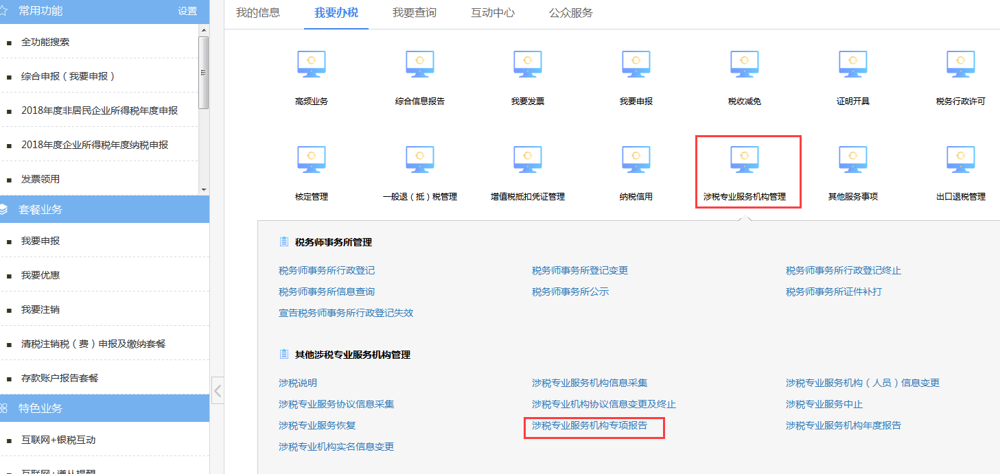 常用功能 设置
全功能搜索
综合申报（我要申报）
2018年度非居民企业所得税年度申报
2018年度企业所得税年度纳税申报
发票领用
套餐业务
我要申报
我要优惠
我要注销
清税注销税（费）申报及缴纳套餐
存款账户报告套餐
特色业务
互联网+银税互动
我的信息 我要办税 我要查询 互动中心 公众服务
高频业务 综合信息报告 我要发票 我要申报 税收减免 证明开具 税务行政许可
核定管理 一般退（抵）税管理 增值税抵扣凭证管理 纳税信用 涉税专业服务机构管理 其他服务事项 出口退税管理
税务师事务所管理
税务师事务所行政登记 税务师事务所登记变更 税务师事务所行政登记终止
税务师事务所信息查询 税务师事务所公示 税务师事务所证件补打
宣告税务师事务所行政登记失效
其他涉税专业服务机构管理
涉税说明 涉税专业服务机构信息采集 涉税专业服务机构（人员）信息变更
涉税专业服务协议信息采集 涉税专业机构协议信息变更及终止 涉税专业服务中止
涉税专业服务恢复 涉税专业服务机构专项报告 涉税专业服务机构年度报告
涉税专业机构实名信息变更